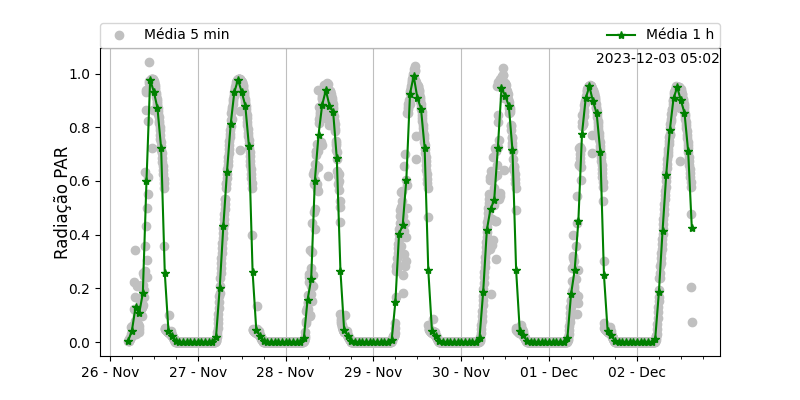 Média 5 min
Média 1 h
2023-12-03 05:02
Radiação PAR
1.0
0.8
0.6
0.4
0.2
0.0
26 - Nov
27 - Nov
28 - Nov
29 - Nov
30 - Nov
01 - Dec
02 - Dec